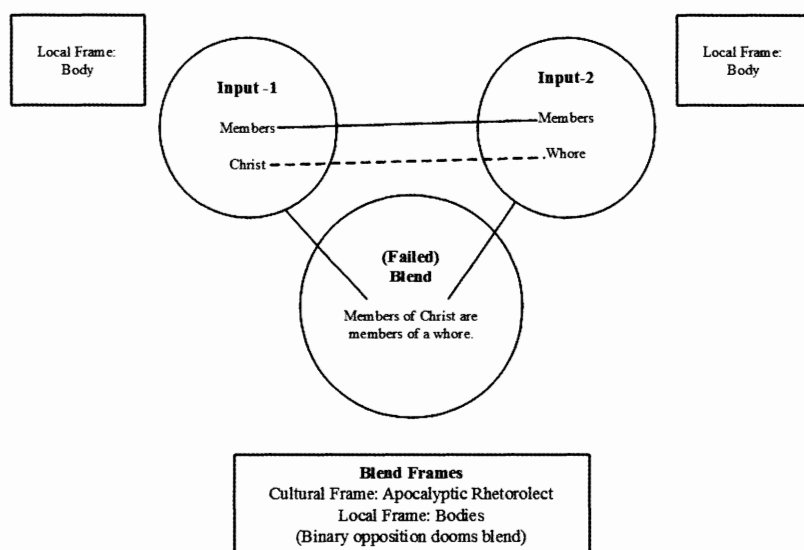 Local Frame:
Body
Input -1
Members
Christ
Input-2
Members
Whore
Local Frame:
Body
(Failed)
Blend
Members of Christ are
members of a whore.
Blend Frames
Cultural Frame: Apocalyptic Rhetorolect
Local Frame: Bodies
(Binary opposition dooms blend)